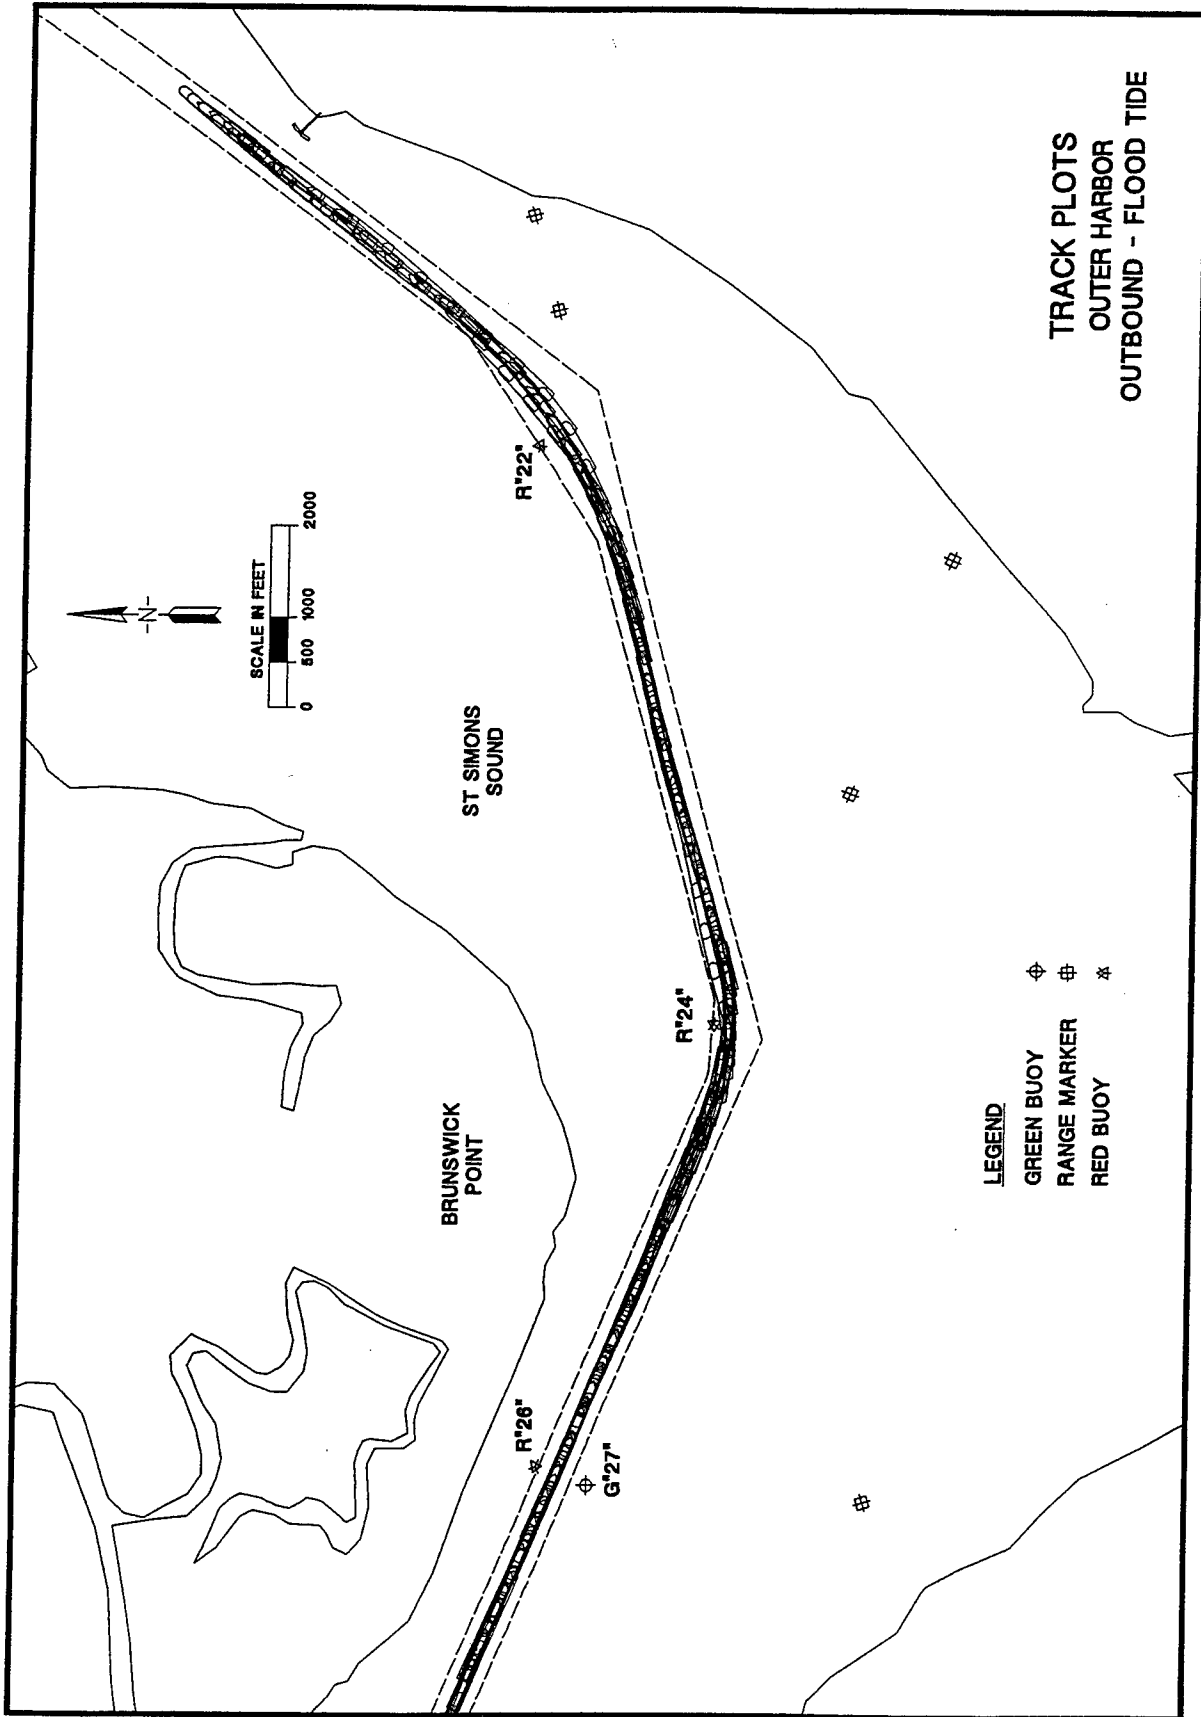 BRUNSWICK
POINT
ST SIMONS
SOUND
-N-
SCALE IN FEET
0 500 1000 2000
R"26"
G"27"
R"24"
R"22"
LEGEND
GREEN BUOY
RANGE MARKER
RED BUOY
TRACK PLOTS
OUTER HARBOR
OUTBOUND - FLOOD TIDE